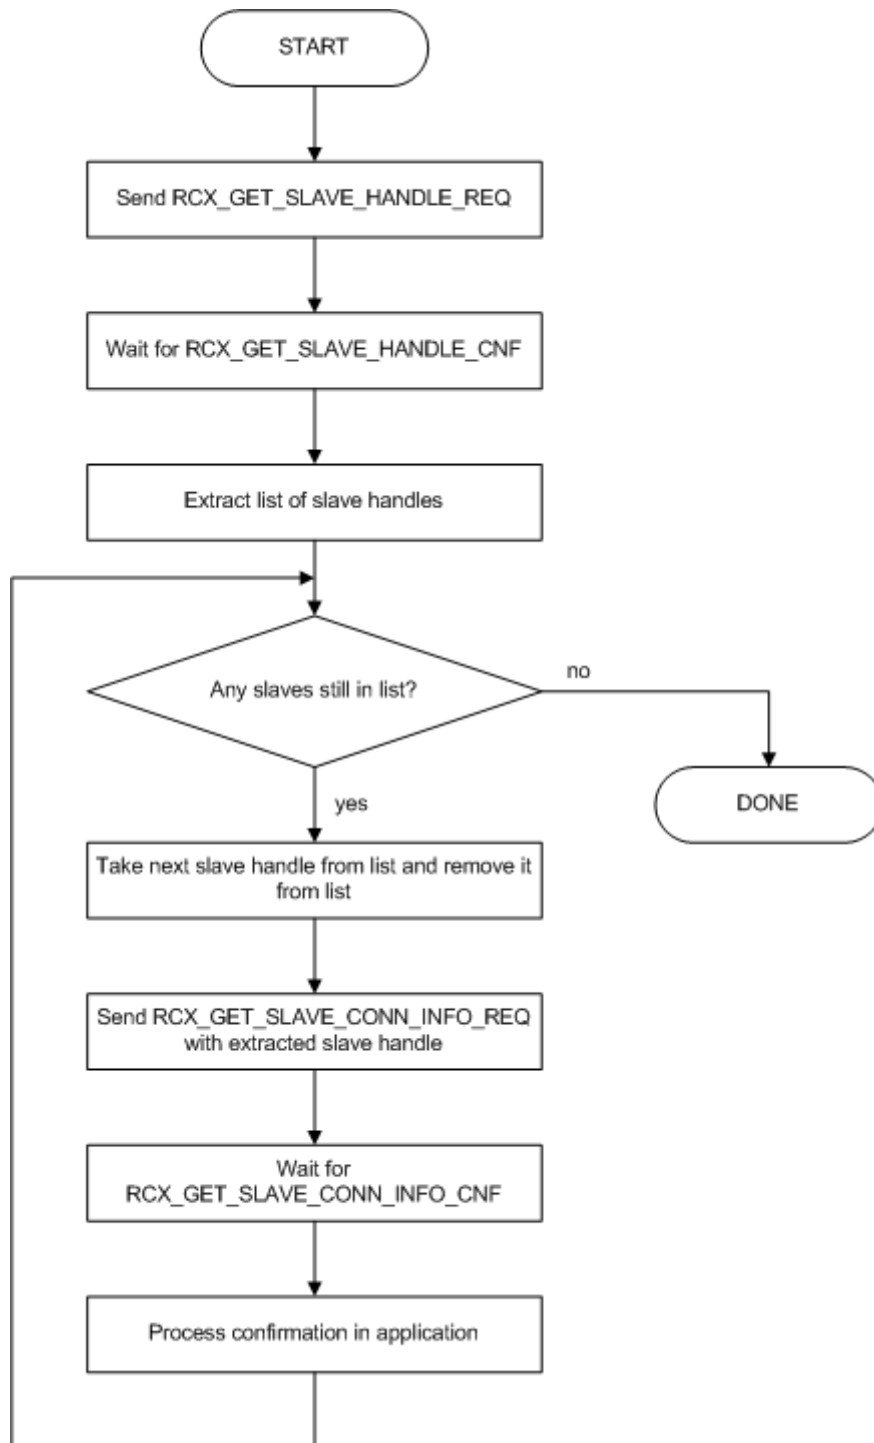 START
Send RCX_GET_SLAVE_HANDLE_REQ
Wait for RCX_GET_SLAVE_HANDLE_CNF
Extract list of slave handles
Any slaves still in list?
no
DONE
yes
Take next slave handle from list and remove it
from list
Send RCX_GET_SLAVE_CONN_INFO_REQ
with extracted slave handle
Wait for
RCX_GET_SLAVE_CONN_INFO_CNF
Process confirmation in application